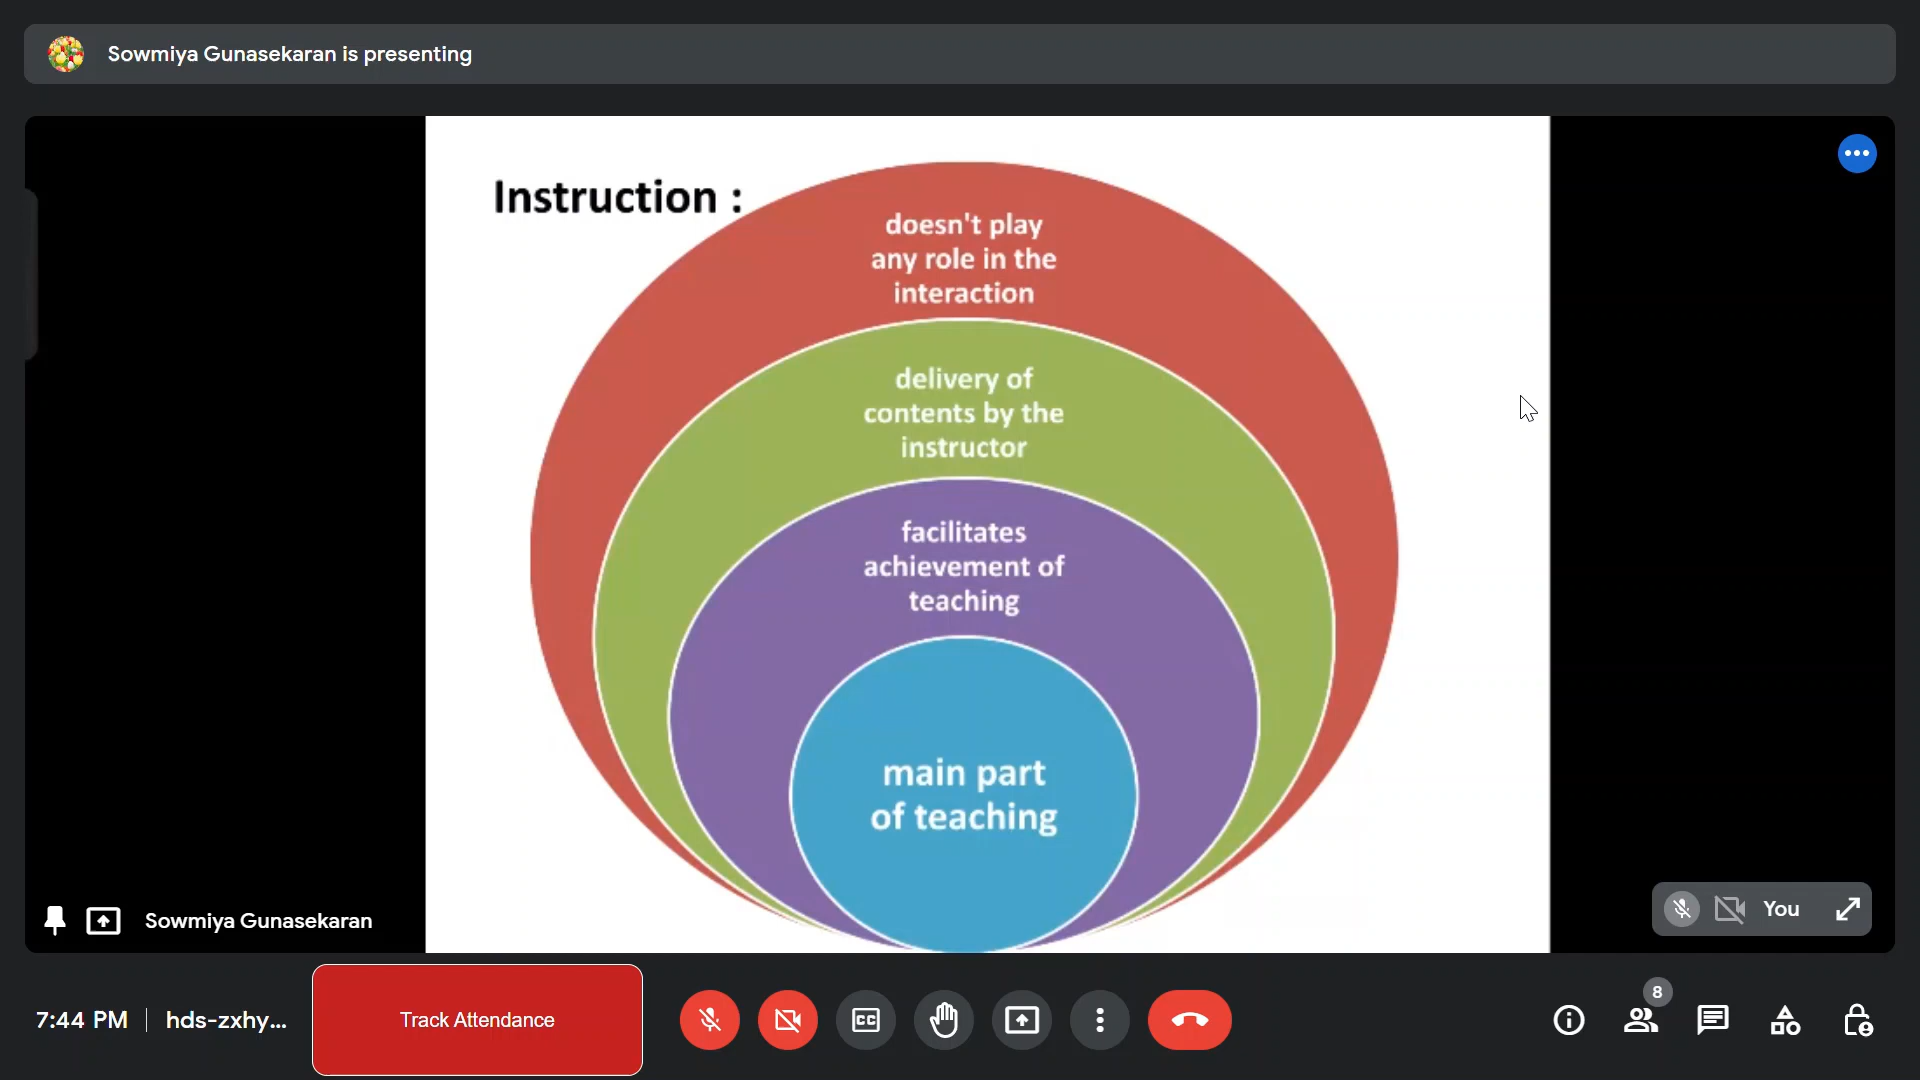 Sowmiya Gunasekaran is presenting
Instruction :
doesn't play
any role in the
interaction
delivery of
contents by the
instructor
facilitates
achievement of
teaching
main part
of teaching
Sowmiya Gunasekaran
You
7:44 PM
hds-zxhy...
Track Attendance
CC
8